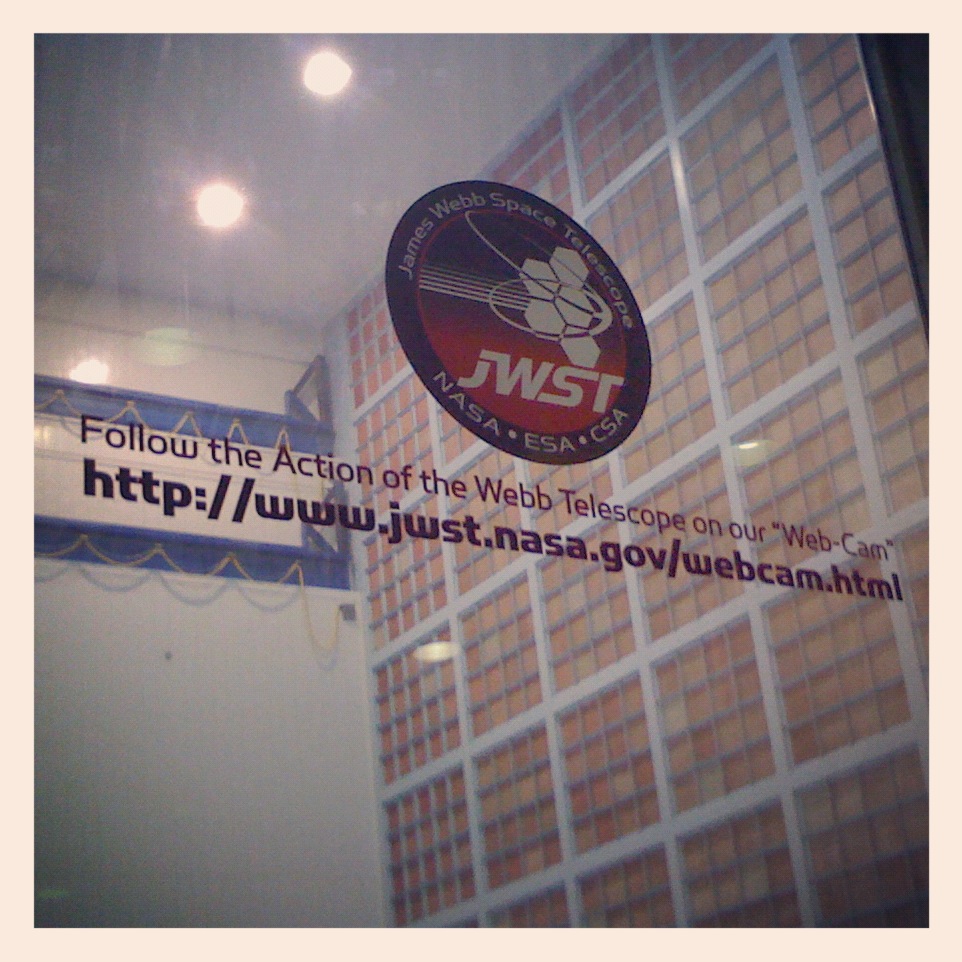 James Webb Space Telescope
JWST
NASA • ESA • CSA
Follow the Action of the Webb Telescope on our "Web-Cam"
http://www.jwst.nasa.gov/webcam.html